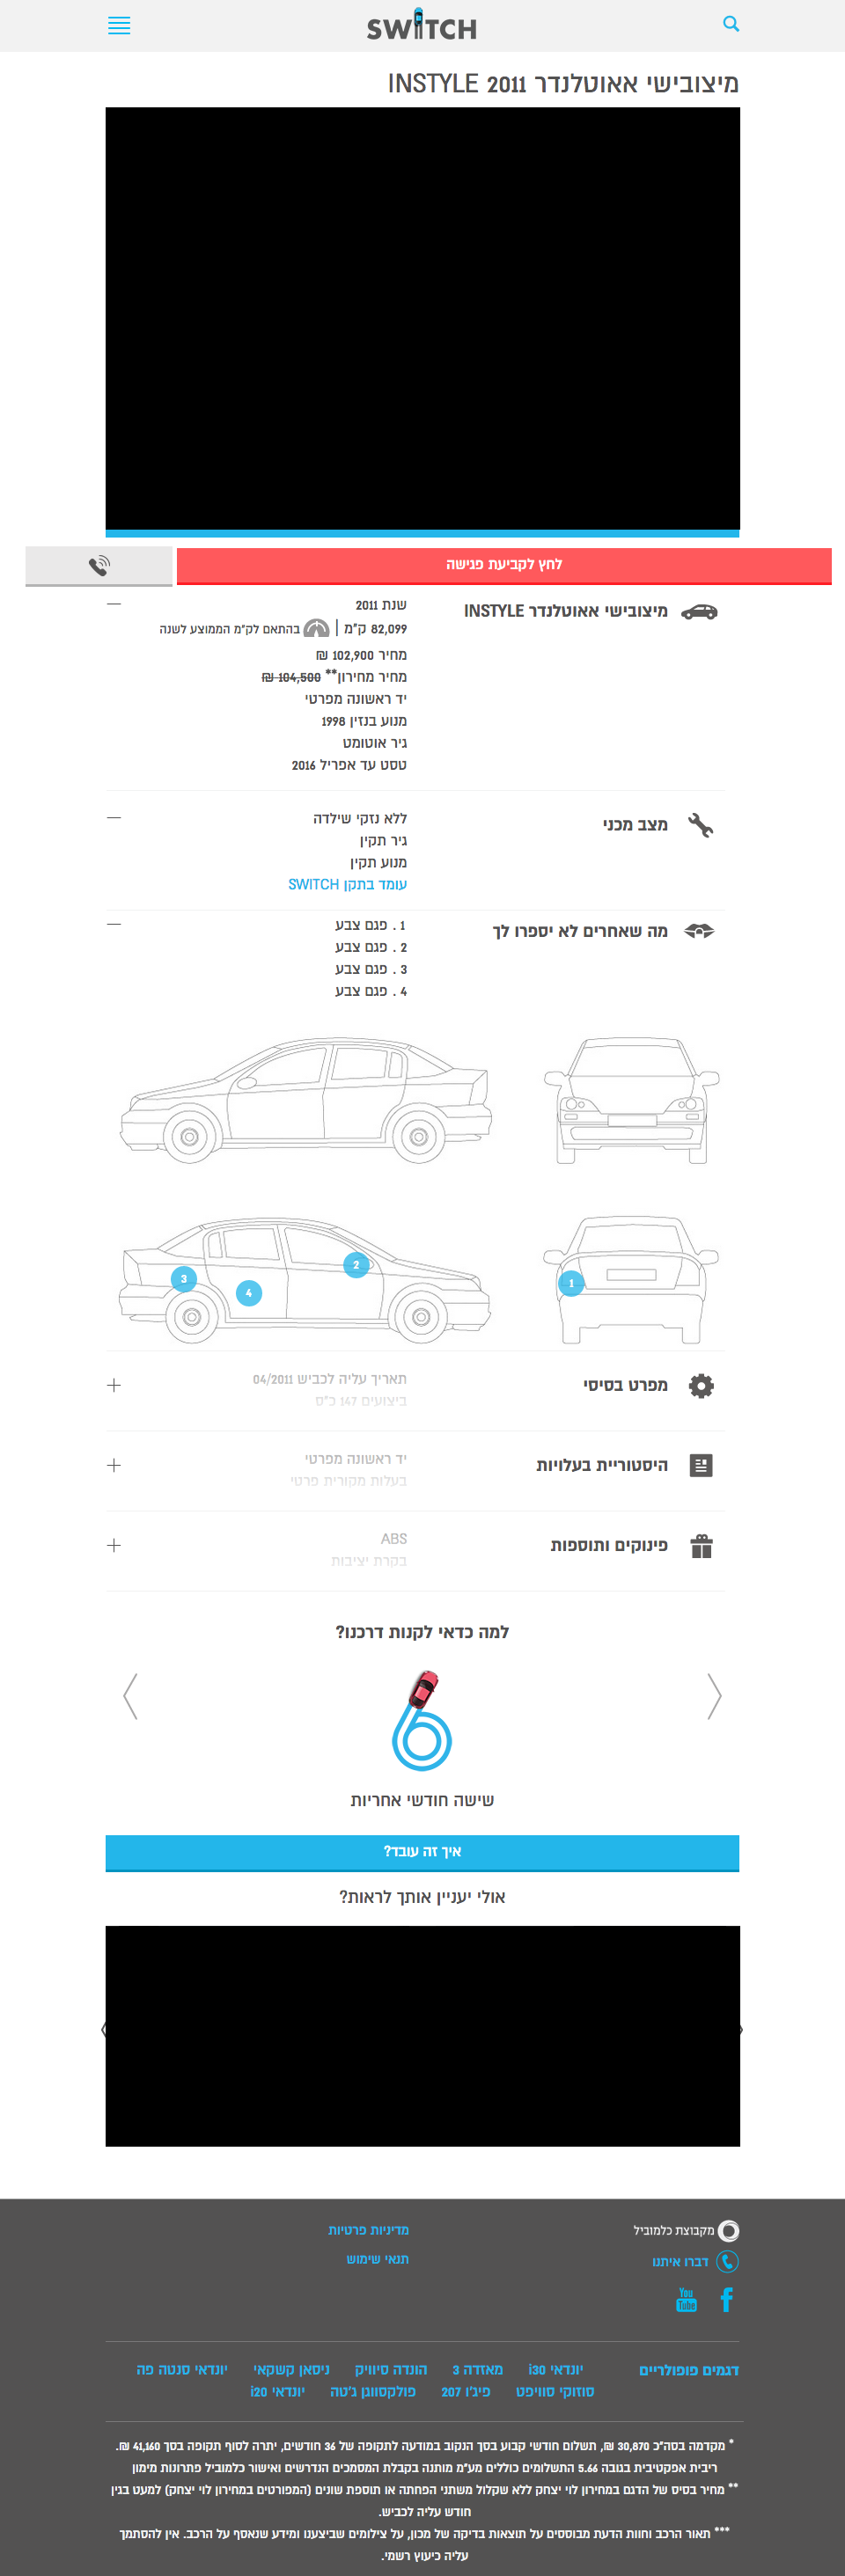 SWITCH
מיצובישי אאוטלנדר INSTYLE 2011
לחץ לקביעת פגישה
מיצובישי אאוטלנדר INSTYLE
שנת 2011
82,099 ק"מ | בהתאם לק"מ הממוצע לשנה
מחיר 102,900 ₪
מחיר מחירון** 104,500 ₪
יד ראשונה מפרטי
מנוע בנזין 1998
גיר אוטומט
טסט עד אפריל 2016
מצב מכני
ללא נזקי שילדה
גיר תקין
מנוע תקין
עומד בתקן SWITCH
מה שאחרים לא יספרו לך
1 . פגם צבע
2 . פגם צבע
3 . פגם צבע
4 . פגם צבע
1
2
3
4
מפרט בסיסי
תאריך עליה לכביש 04/2011
ביצועים 147 כ"ס
היסטוריית בעלויות
יד ראשונה מפרטי
בעלות מקורית פרטי
פינוקים ותוספות
ABS
בקרת יציבות
למה כדאי לקנות דרכנו?
6
שישה חודשי אחריות
איך זה עובד?
אולי יעניין אותך לראות?
מקבוצת כלמוביל
דברו איתנו
You Tube
מדיניות פרטיות
תנאי שימוש
דגמים פופולריים
יונדאי i30 מאזדה 3 הונדה סיוויק ניסאן קשקאי יונדאי סנטה פה
סוזוקי סוויפט פיג'ו 207 פולקסווגן ג'טה יונדאי i20
* מקדמה בסה"כ 30,870 ₪, תשלום חודשי קבוע בסך הנקוב במודעה לתקופה של 36 חודשים, יתרה לסוף תקופה בסך 41,160 ₪.
ריבית אפקטיבית בגובה 5.66 התשלומים כוללים מע"מ מותנה בקבלת המסמכים הנדרשים ואישור כלמוביל פתרונות מימון
** מחיר בסיס של הדגם במחירון לוי יצחק ללא שקלול משתני הפחתה או תוספת שונים (המפורטים במחירון לוי יצחק) למעט בגין
חודש עליה לכביש.
*** תאור הרכב וחוות הדעת מבוססים על תוצאות בדיקה של מכון, על צילומים שביצענו ומידע שנאסף על הרכב. אין להסתמך
עליה כיעוץ רשמי.